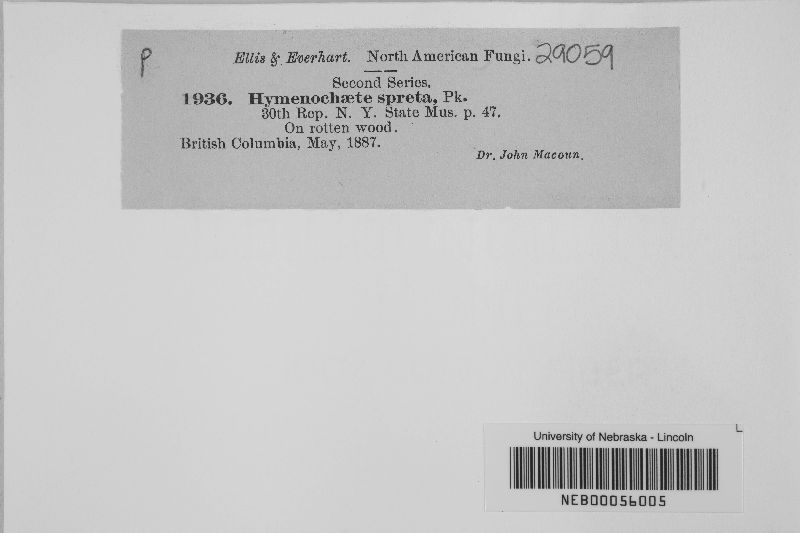 P
Ellis & Everhart. North American Fungi. 29059
Second Series.
1936. Hymenochæte spreta, Pk.
30th Rep. N. Y. State Mus. p. 47.
On rotten wood.
British Columbia, May, 1887.
Dr. John Macoun.
University of Nebraska - Lincoln
NEB00056005